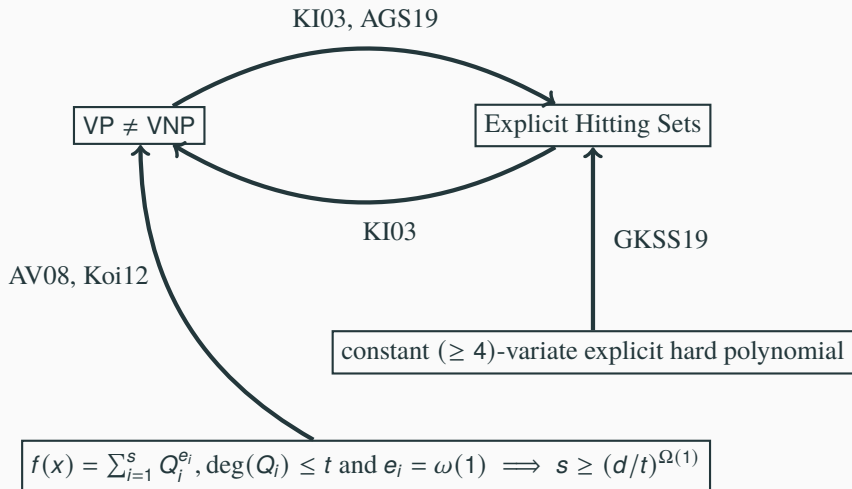 KI03, AGS19
VP ≠ VNP
Explicit Hitting Sets
KI03
GKSS19
AV08, Koi12
constant (≥ 4)-variate explicit hard polynomial
f(x) = ∑_{i=1}^{s} Q_i^{e_i}, deg(Q_i) ≤ t and e_i = ω(1) ⟹ s ≥ (d/t)^{Ω(1)}